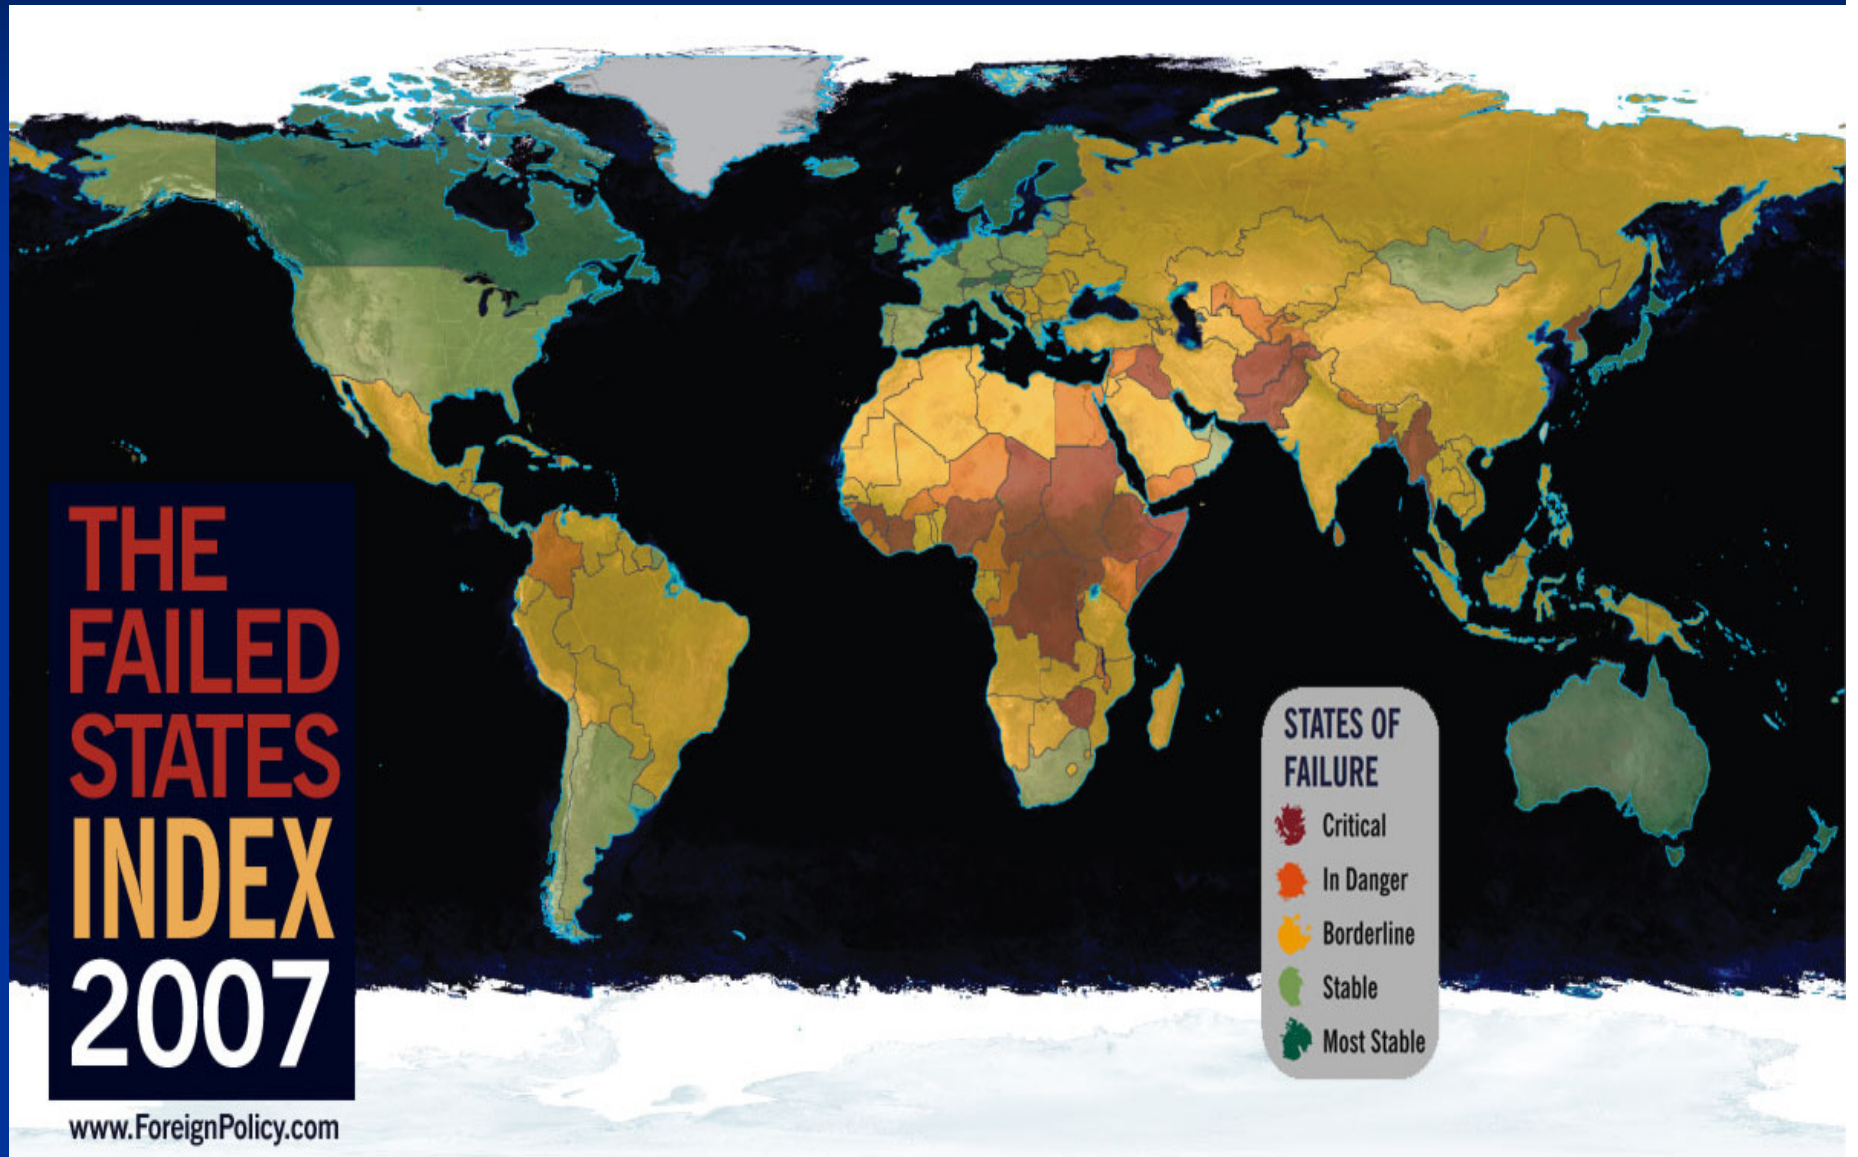 THE
FAILED
STATES
INDEX
2007
www.ForeignPolicy.com
STATES OF
FAILURE
Critical
In Danger
Borderline
Stable
Most Stable